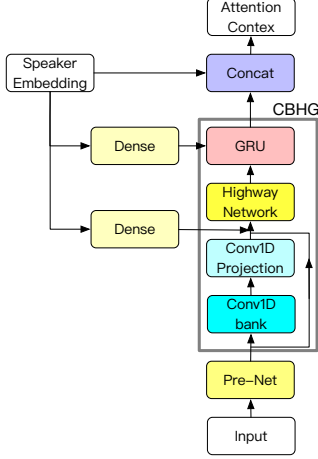 Attention
Contex
Speaker
Embedding
Concat
CBHG
Dense
GRU
Highway
Network
Dense
Conv1D
Projection
Conv1D
bank
Pre-Net
Input